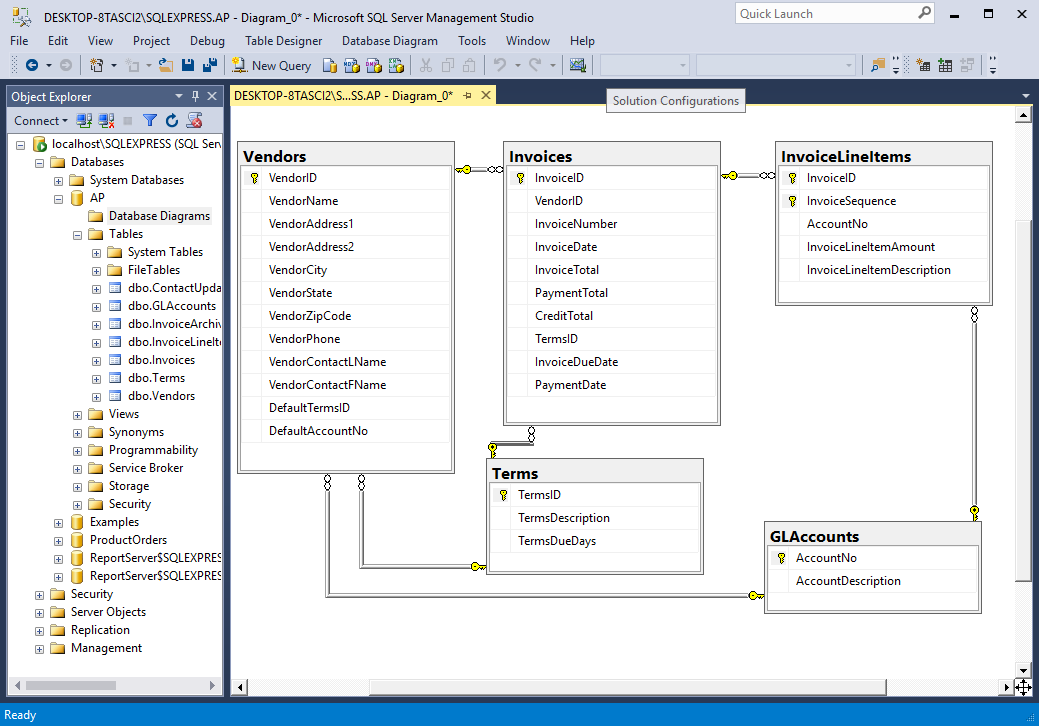 DESKTOP-8TASCI2\SQLEXPRESS.AP - Diagram_0* - Microsoft SQL Server Management Studio
Quick Launch
File Edit View Project Debug Table Designer Database Diagram Tools Window Help
New Query
Object Explorer
Connect
localhost\SQLEXPRESS (SQL Serv
Databases
System Databases
AP
Database Diagrams
Tables
System Tables
FileTables
dbo.ContactUpda
dbo.GLAccounts
dbo.InvoiceArchiv
dbo.InvoiceLineIte
dbo.Invoices
dbo.Terms
dbo.Vendors
Views
Synonyms
Programmability
Service Broker
Storage
Security
Examples
ProductOrders
ReportServer$SQLEXPRES
ReportServer$SQLEXPRES
Security
Server Objects
Replication
Management
DESKTOP-8TASCI2\S...SS.AP - Diagram_0*
Solution Configurations
Vendors
VendorID
VendorName
VendorAddress1
VendorAddress2
VendorCity
VendorState
VendorZipCode
VendorPhone
VendorContactLName
VendorContactFName
DefaultTermsID
DefaultAccountNo
Invoices
InvoiceID
VendorID
InvoiceNumber
InvoiceDate
InvoiceTotal
PaymentTotal
CreditTotal
TermsID
InvoiceDueDate
PaymentDate
InvoiceLineItems
InvoiceID
InvoiceSequence
AccountNo
InvoiceLineItemAmount
InvoiceLineItemDescription
Terms
TermsID
TermsDescription
TermsDueDays
GLAccounts
AccountNo
AccountDescription
Ready